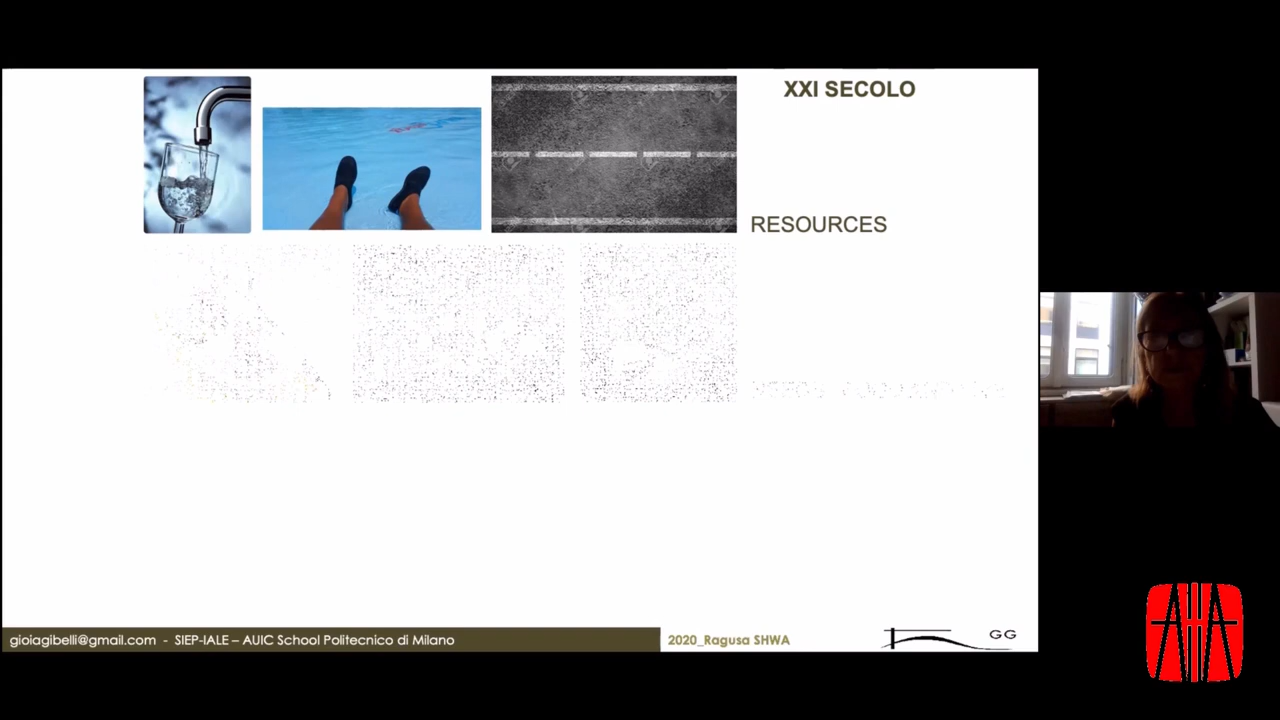 XXI SECOLO
RESOURCES
gioiagibelli@gmail.com - SIEP-IALE – AUIC School Politecnico di Milano
2020_Ragusa SHWA
GG